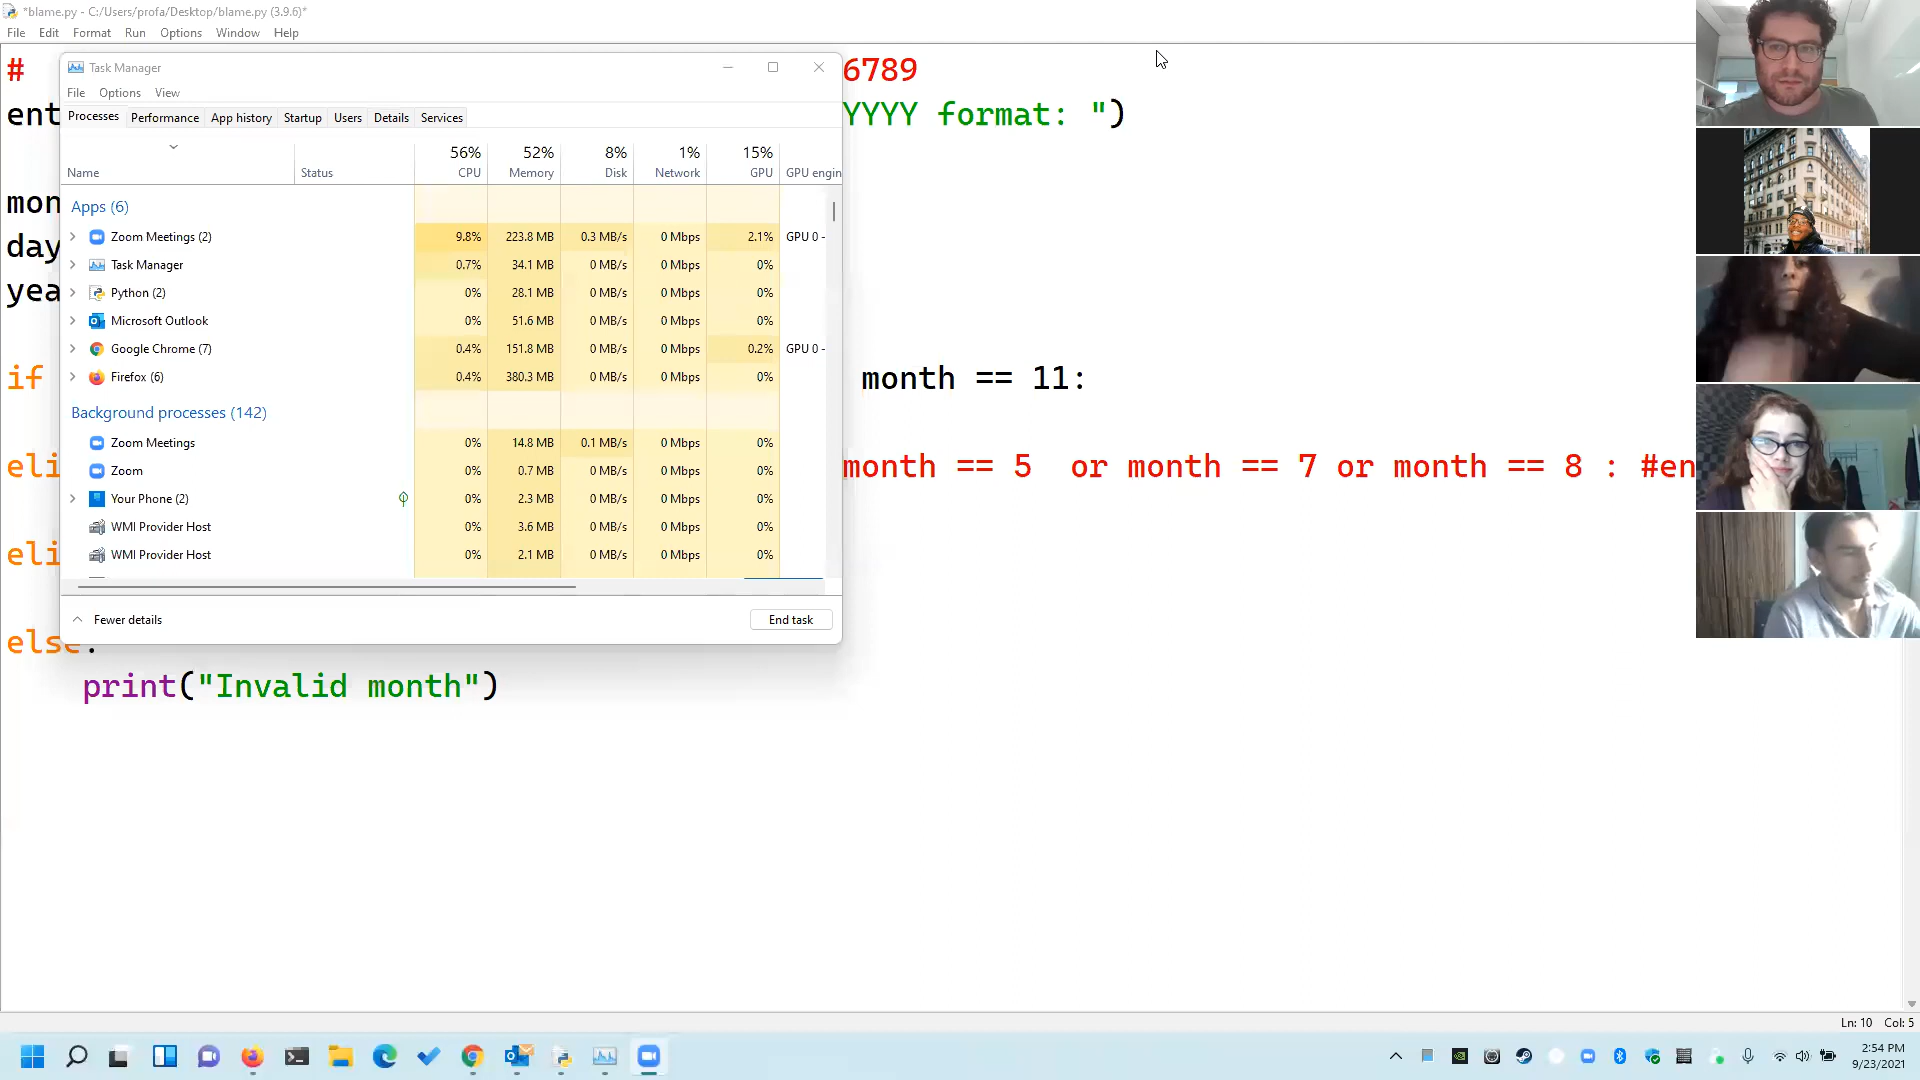 *blame.py - C:/Users/profa/Desktop/blame.py (3.9.6)*
File Edit Format Run Options Window Help
# 6789
ent YYYY format: ")
mon
day
yea
if month == 11:
eli month == 5 or month == 7 or month == 8 : #en
eli
else:
print("Invalid month")
Task Manager
File Options View
Processes Performance App history Startup Users Details Services
56% 52% 8% 1% 15%
Name Status CPU Memory Disk Network GPU GPU engin
Apps (6)
Zoom Meetings (2) 9.8% 223.8 MB 0.3 MB/s 0 Mbps 2.1% GPU 0 -
Task Manager 0.7% 34.1 MB 0 MB/s 0 Mbps 0%
Python (2) 0% 28.1 MB 0 MB/s 0 Mbps 0%
Microsoft Outlook 0% 51.6 MB 0 MB/s 0 Mbps 0%
Google Chrome (7) 0.4% 151.8 MB 0 MB/s 0 Mbps 0.2% GPU 0 -
Firefox (6) 0.4% 380.3 MB 0 MB/s 0 Mbps 0%
Background processes (142)
Zoom Meetings 0% 14.8 MB 0.1 MB/s 0 Mbps 0%
Zoom 0% 0.7 MB 0 MB/s 0 Mbps 0%
Your Phone (2) 0% 2.3 MB 0 MB/s 0 Mbps 0%
WMI Provider Host 0% 3.6 MB 0 MB/s 0 Mbps 0%
WMI Provider Host 0% 2.1 MB 0 MB/s 0 Mbps 0%
Fewer details End task
Ln: 10 Col: 5
2:54 PM
9/23/2021